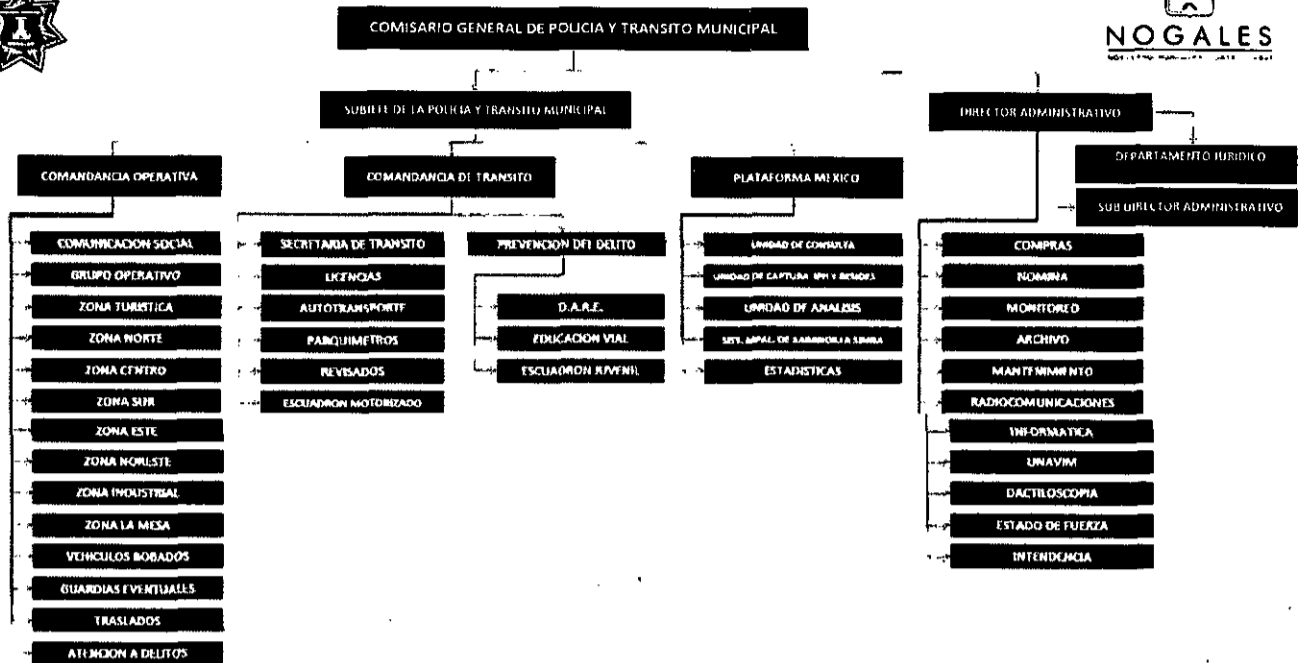 COMISARIO GENERAL DE POLICIA Y TRANSITO MUNICIPAL
NOGALES
SUBJEFE DE LA POLICIA Y TRANSITO MUNICIPAL
DIRECTOR ADMINISTRATIVO
DEPARTAMENTO JURIDICO
SUB DIRECTOR ADMINISTRATIVO
COMANDANCIA OPERATIVA
COMANDANCIA DE TRANSITO
PLATAFORMA MEXICO
COMUNICACION SOCIAL
GRUPO OPERATIVO
ZONA TURISTICA
ZONA NORTE
ZONA CENTRO
ZONA SUR
ZONA ESTE
ZONA NORESTE
ZONA INDUSTRIAL
ZONA LA MESA
VEHICULOS ROBADOS
GUARDIAS EVENTUALES
TRASLADOS
ATENCION A DELITOS
SECRETARIA DE TRANSITO
LICENCIAS
AUTOTRANSPORTE
PARQUIMETROS
REVISADOS
ESCUADRON MOTORIZADO
PREVENCION DEL DELITO
D.A.R.E.
EDUCACION VIAL
ESCUADRON JUVENIL
UNIDAD DE CONSULTA
UNIDAD DE CAPTURA IPH Y
UNIDAD DE ANALISIS
ESTADISTICAS
COMPRAS
NOMINA
MONITOREO
ARCHIVO
MANTENIMIENTO
RADIOCOMUNICACIONES
INFORMATICA
UNAVIM
DACTILOSCOPIA
ESTADO DE FUERZA
INTENDENCIA